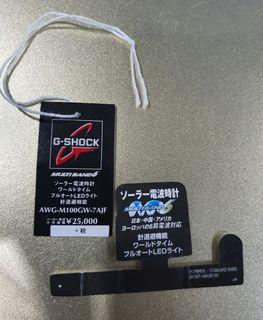 G-SHOCK
MULTI BAND 6
ソーラー電波時計
ワールドタイム
フルオートLEDライト
針退避機能
AWG-M100GW-7AJF
¥25,000
+税
ソーラー電波時計
MULTI BAND 6
日本・中国・アメリカ
ヨーロッパの6局電波対応
針退避機能
ワールドタイム
フルオートLEDライト
STANDARD NAME